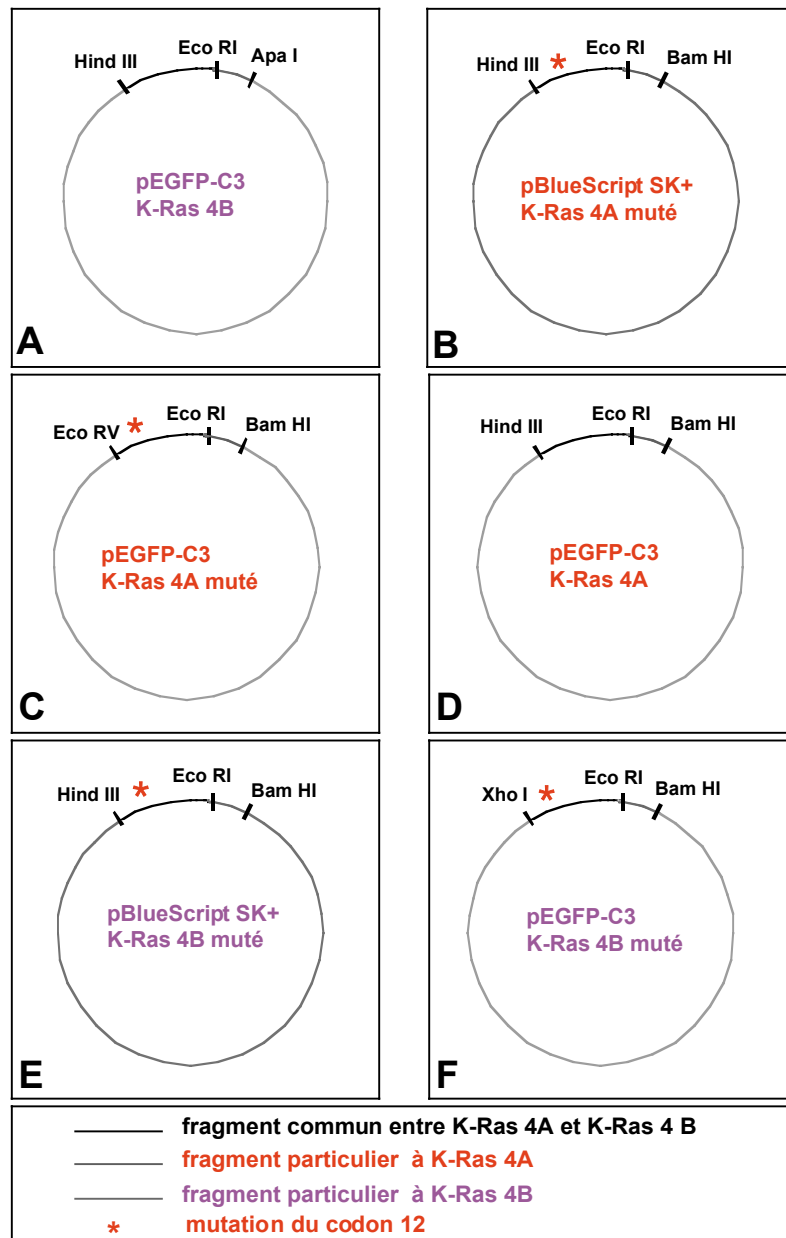 Hind III
Eco RI
Apa I
pEGFP-C3
K-Ras 4B
A
Hind III
*
Eco RI
Bam HI
pBlueScript SK+
K-Ras 4A muté
B
Eco RV
*
Eco RI
Bam HI
pEGFP-C3
K-Ras 4A muté
C
Hind III
Eco RI
Bam HI
pEGFP-C3
K-Ras 4A
D
Hind III
*
Eco RI
Bam HI
pBlueScript SK+
K-Ras 4B muté
E
Xho I
*
Eco RI
Bam HI
pEGFP-C3
K-Ras 4B muté
F
fragment commun entre K-Ras 4A et K-Ras 4 B
fragment particulier à K-Ras 4A
fragment particulier à K-Ras 4B
* mutation du codon 12